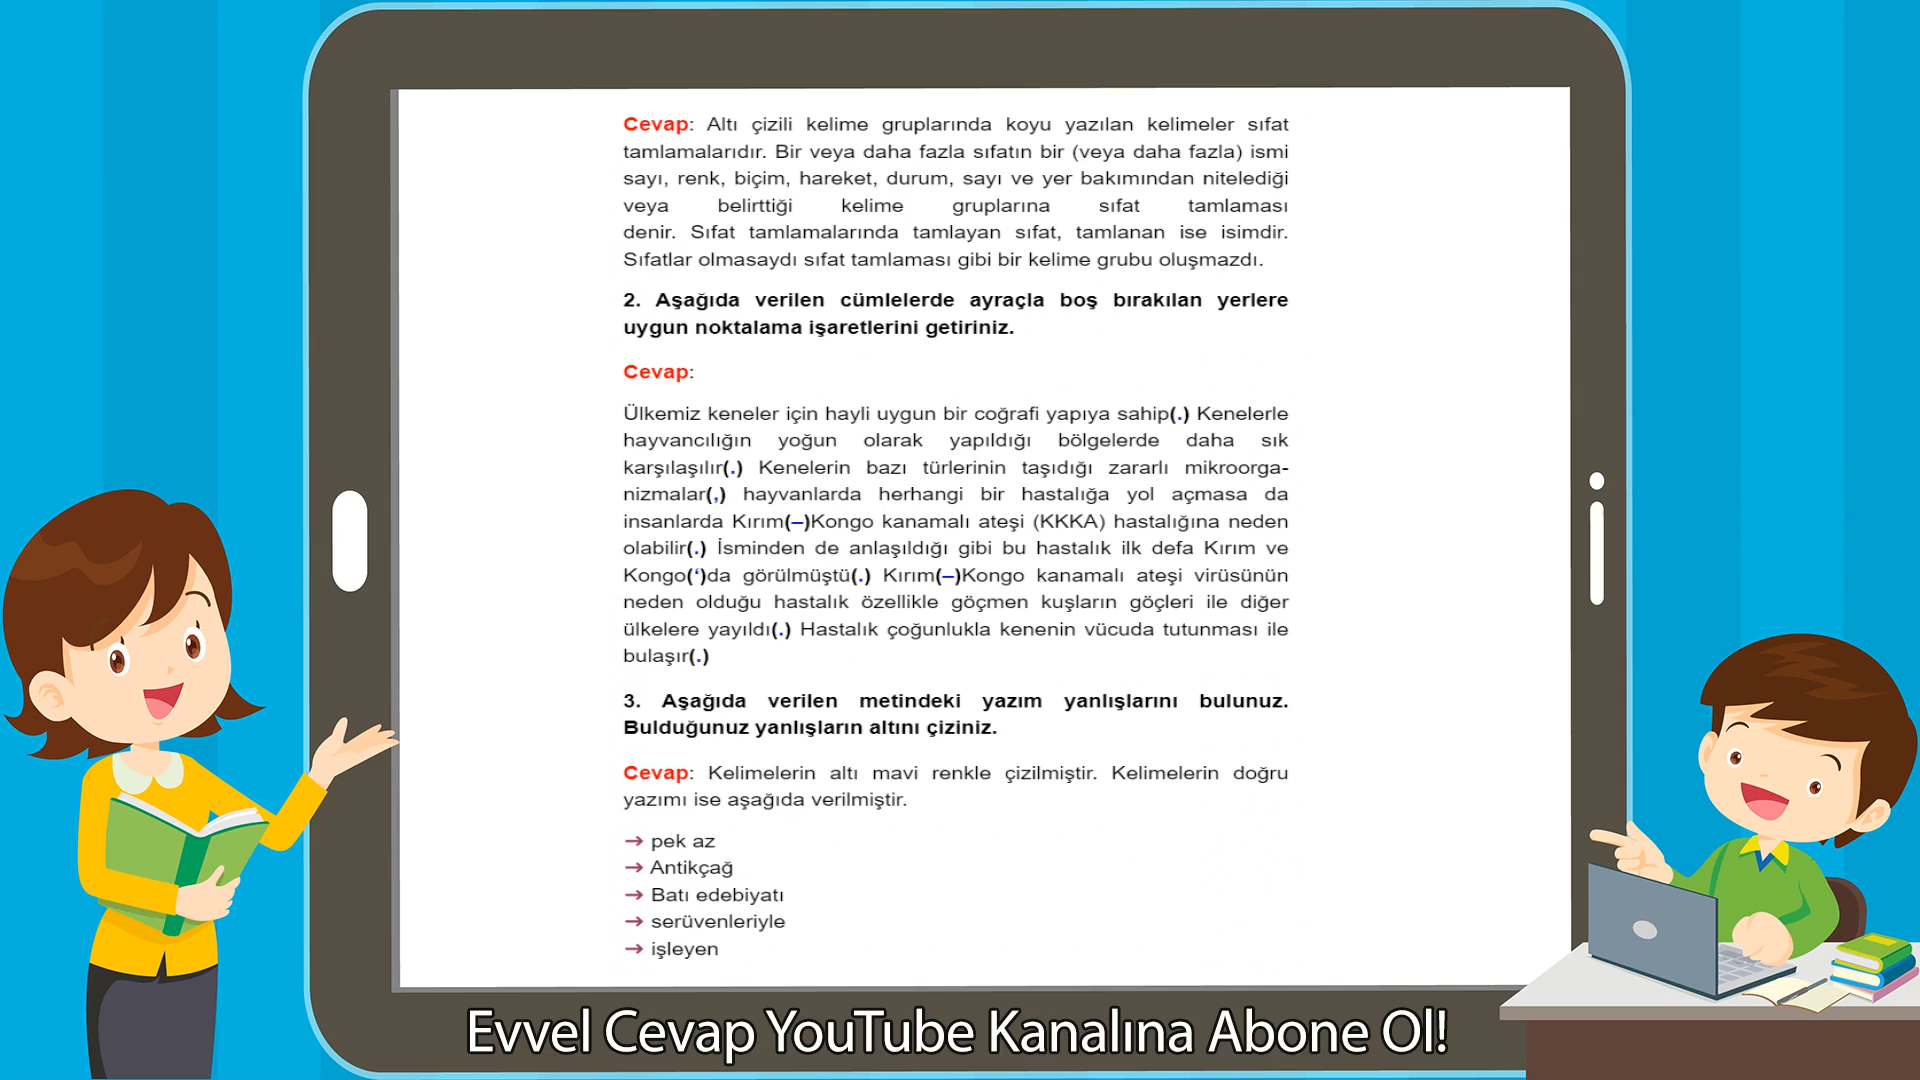 Cevap: Altı çizili kelime gruplarında koyu yazılan kelimeler sıfat
tamlamalarıdır. Bir veya daha fazla sıfatın bir (veya daha fazla) ismi
sayı, renk, biçim, hareket, durum, sayı ve yer bakımından nitelediği
veya belirttiği kelime gruplarına sıfat tamlaması
denir. Sıfat tamlamalarında tamlayan sıfat, tamlanan ise isimdir.
Sıfatlar olmasaydı sıfat tamlaması gibi bir kelime grubu oluşmazdı.
2. Aşağıda verilen cümlelerde ayraçla boş bırakılan yerlere
uygun noktalama işaretlerini getiriniz.
Cevap:
Ülkemiz keneler için hayli uygun bir coğrafi yapıya sahip(.) Kenelerle
hayvancılığın yoğun olarak yapıldığı bölgelerde daha sık
karşılaşılır(.) Kenelerin bazı türlerinin taşıdığı zararlı mikroorga-
nizmalar(,) hayvanlarda herhangi bir hastalığa yol açmasa da
insanlarda Kırım(–)Kongo kanamalı ateşi (KKKA) hastalığına neden
olabilir(.) İsminden de anlaşıldığı gibi bu hastalık ilk defa Kırım ve
Kongo(‘)da görülmüştü(.) Kırım(–)Kongo kanamalı ateşi virüsünün
neden olduğu hastalık özellikle göçmen kuşların göçleri ile diğer
ülkelere yayıldı(.) Hastalık çoğunlukla kenenin vücuda tutunması ile
bulaşır(.)
3. Aşağıda verilen metindeki yazım yanlışlarını bulunuz.
Bulduğunuz yanlışların altını çiziniz.
Cevap: Kelimelerin altı mavi renkle çizilmiştir. Kelimelerin doğru
yazımı ise aşağıda verilmiştir.
→ pek az
→ Antikçağ
→ Batı edebiyatı
→ serüvenleriyle
→ işleyen
Evvel Cevap YouTube Kanalına Abone Ol!